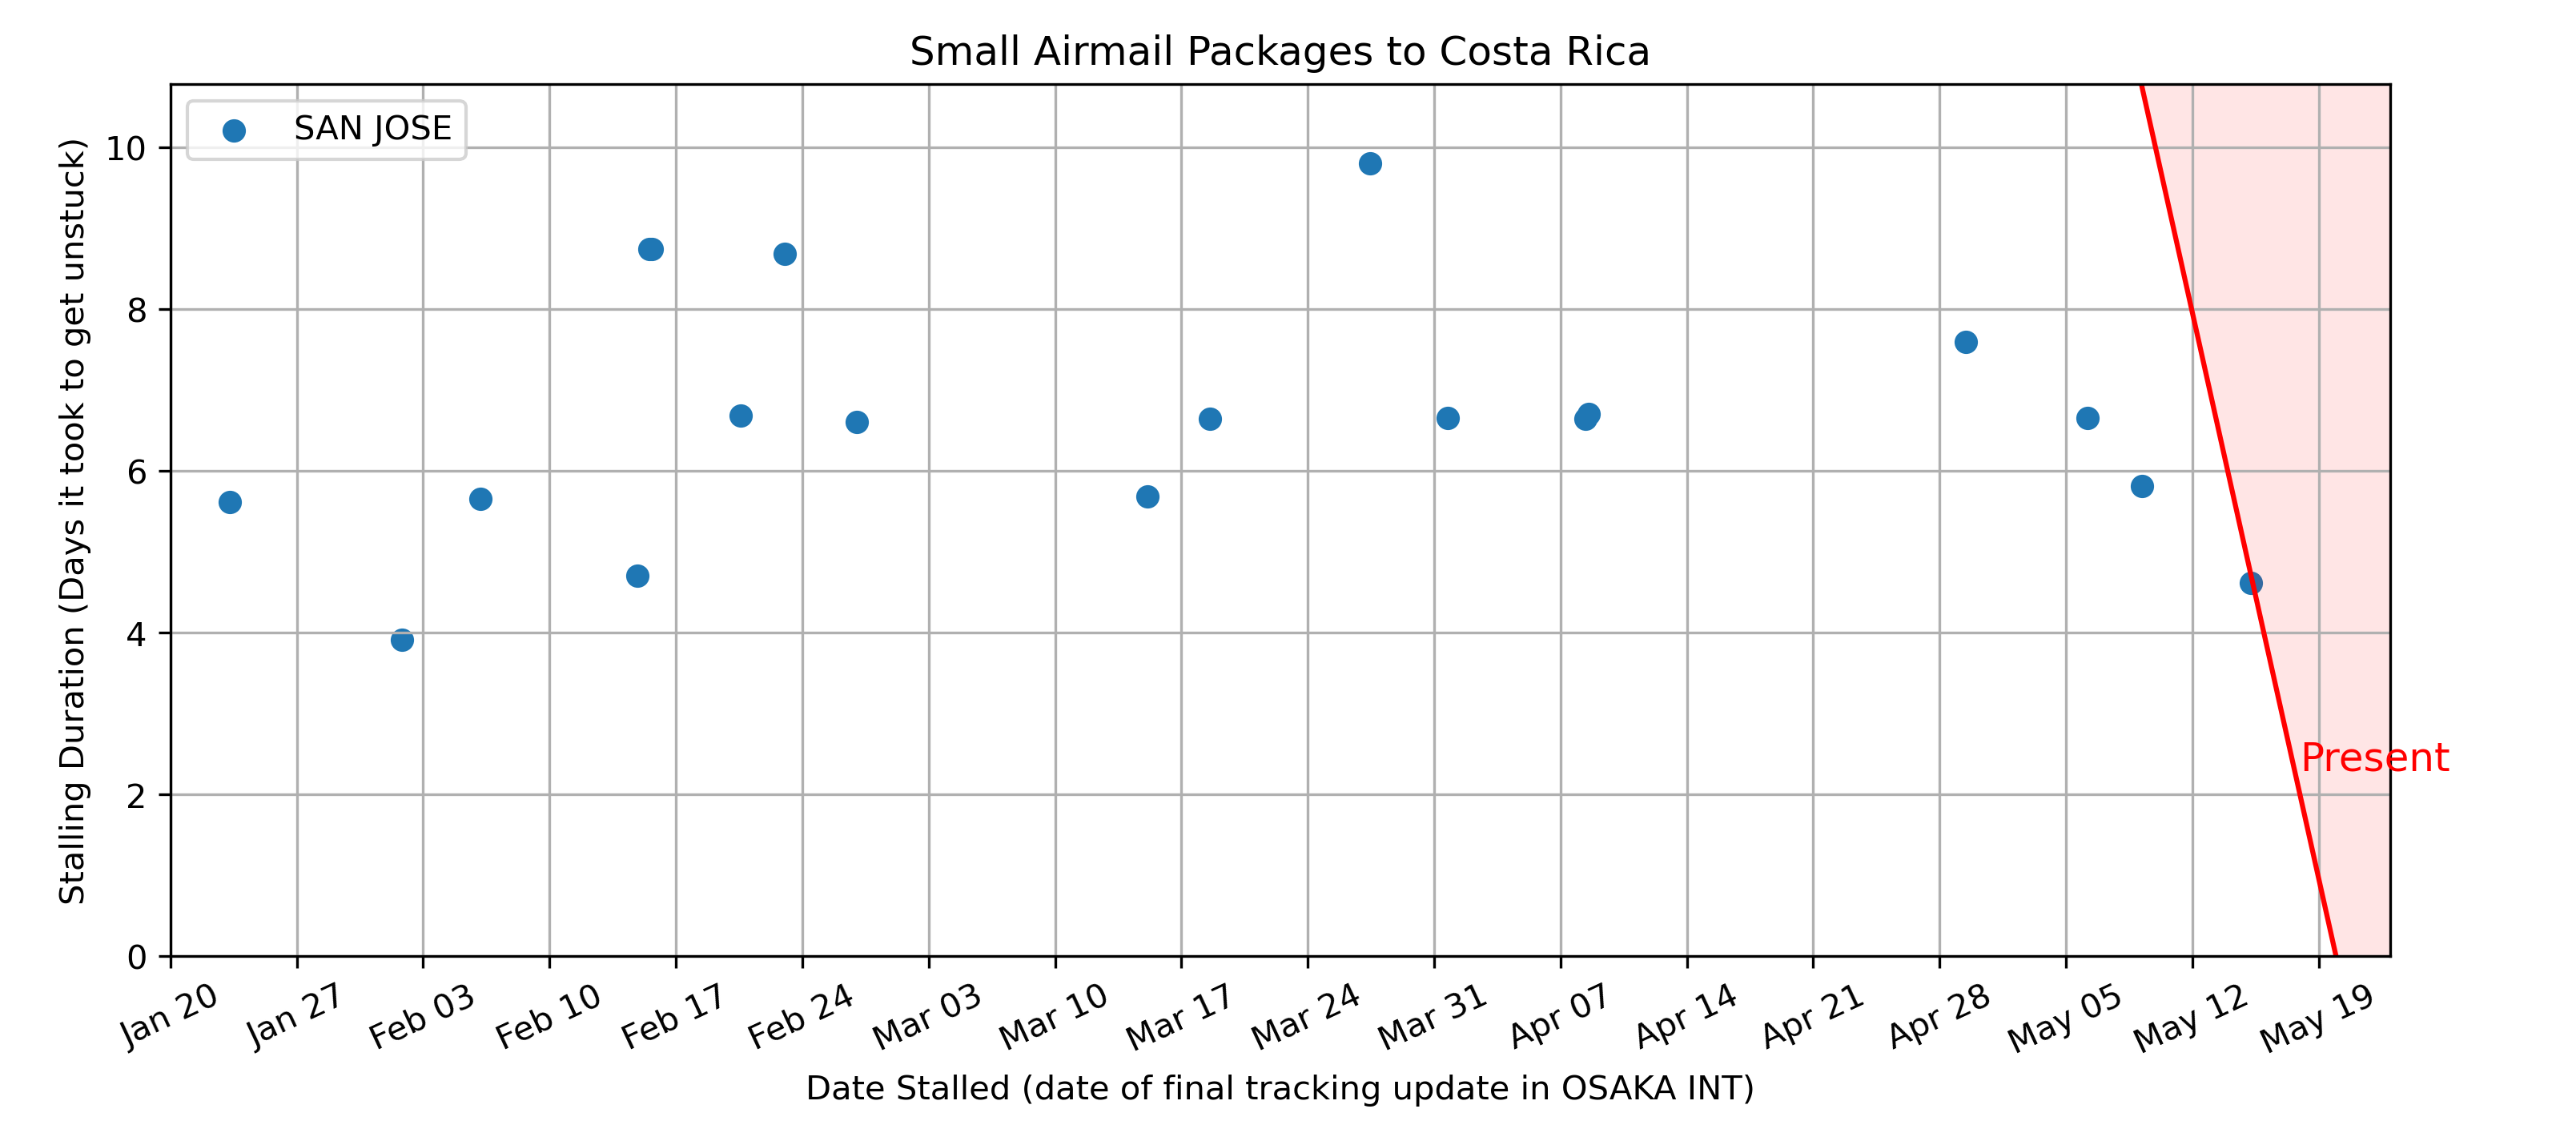 Small Airmail Packages to Costa Rica
SAN JOSE
Stalling Duration (Days it took to get unstuck)
10
8
6
4
2
0
Present
Jan 20
Jan 27
Feb 03
Feb 10
Feb 17
Feb 24
Mar 03
Mar 10
Mar 17
Mar 24
Mar 31
Apr 07
Apr 14
Apr 21
Apr 28
May 05
May 12
May 19
Date Stalled (date of final tracking update in OSAKA INT)